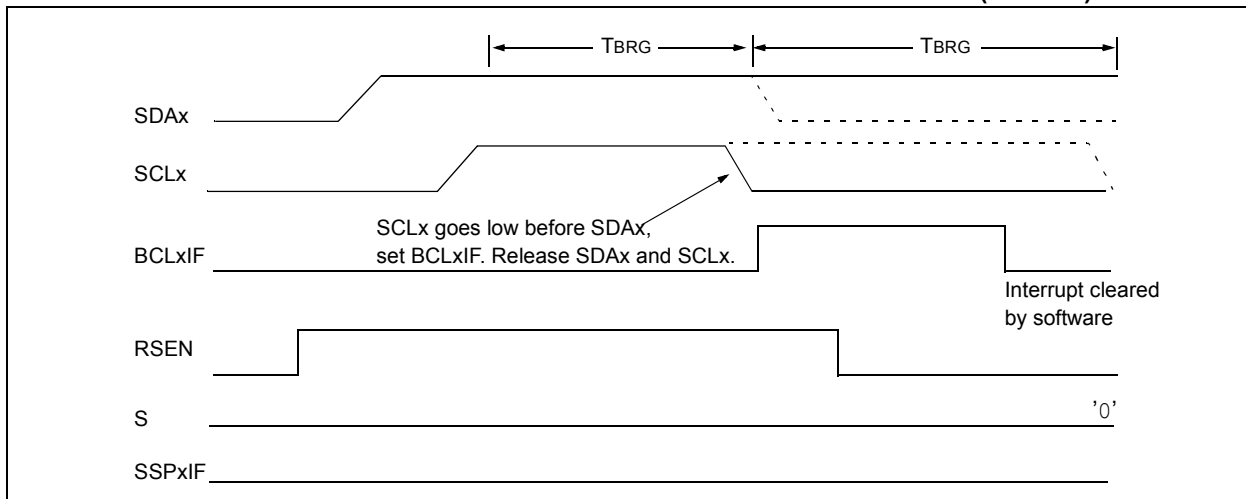 TBRG TBRG
SDAx
SCLx
SCLx goes low before SDAx,
set BCLxIF. Release SDAx and SCLx.
BCLxIF
Interrupt cleared
by software
RSEN
S '0'
SSPxIF